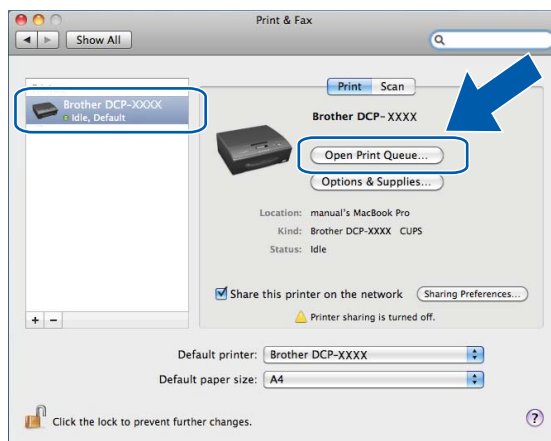 Print & Fax
Show All
Print Scan
Brother DCP-XXXX
Idle, Default
Brother DCP-XXXX
Open Print Queue...
Options & Supplies...
Location: manual's MacBook Pro
Kind: Brother DCP-XXXX CUPS
Status: Idle
Share this printer on the network Sharing Preferences...
Printer sharing is turned off.
+ −
Default printer: Brother DCP-XXXX
Default paper size: A4
Click the lock to prevent further changes. ?